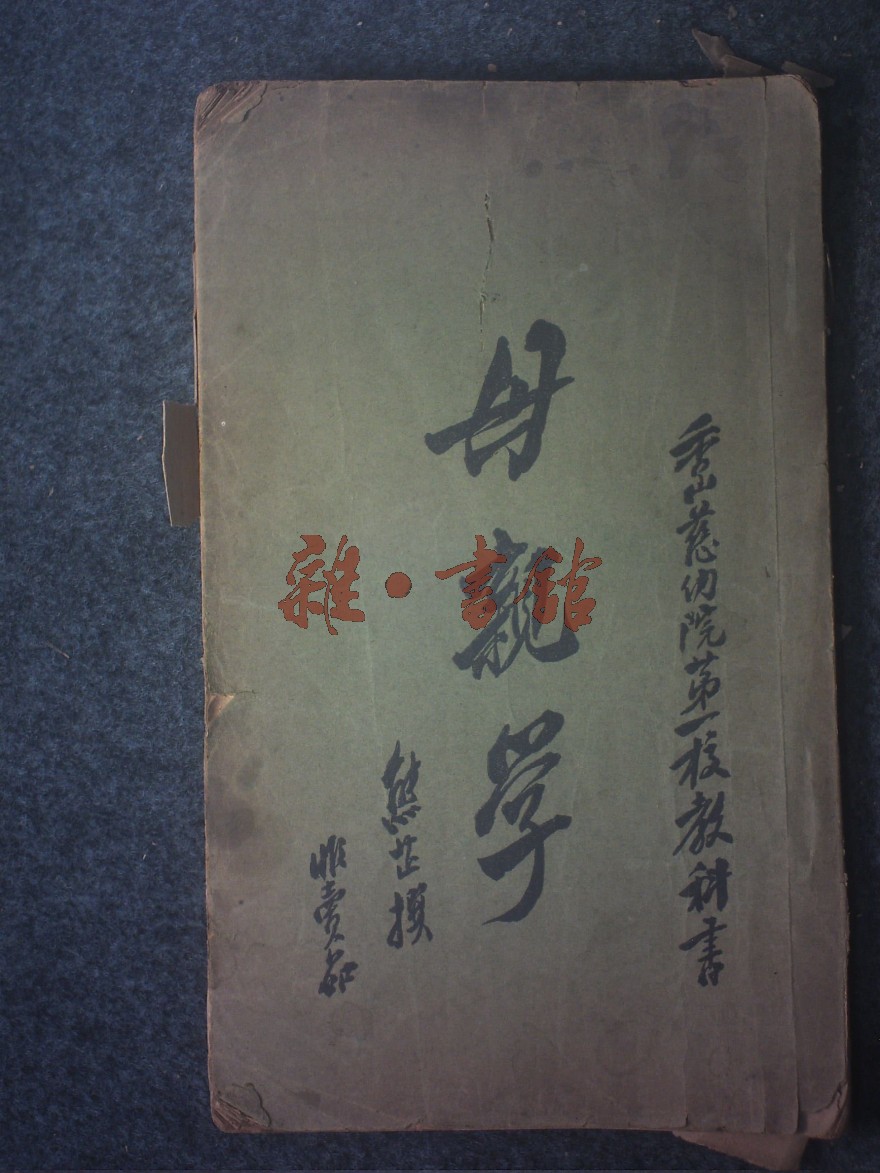 香山慈幼院第一校教科書
母親學
熊芷撰
非賣品
雜·書館